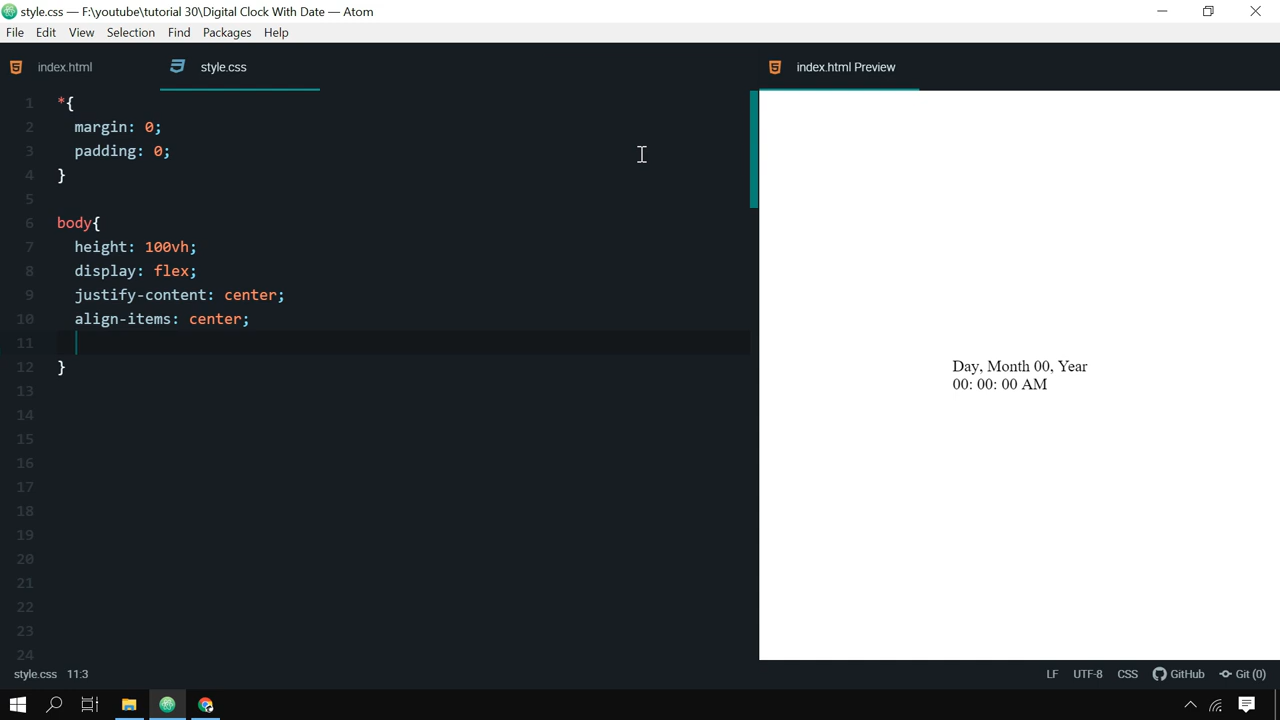 style.css — F:\youtube\tutorial 30\Digital Clock With Date — Atom
File Edit View Selection Find Packages Help
index.html style.css index.html Preview
1 *{
2 margin: 0;
3 padding: 0;
4 }
5
6 body{
7 height: 100vh;
8 display: flex;
9 justify-content: center;
10 align-items: center;
11
12 }
13
14
15
16
17
18
19
20
21
22
23
24
Day, Month 00, Year
00: 00: 00 AM
style.css 11:3 LF UTF-8 CSS GitHub Git (0)